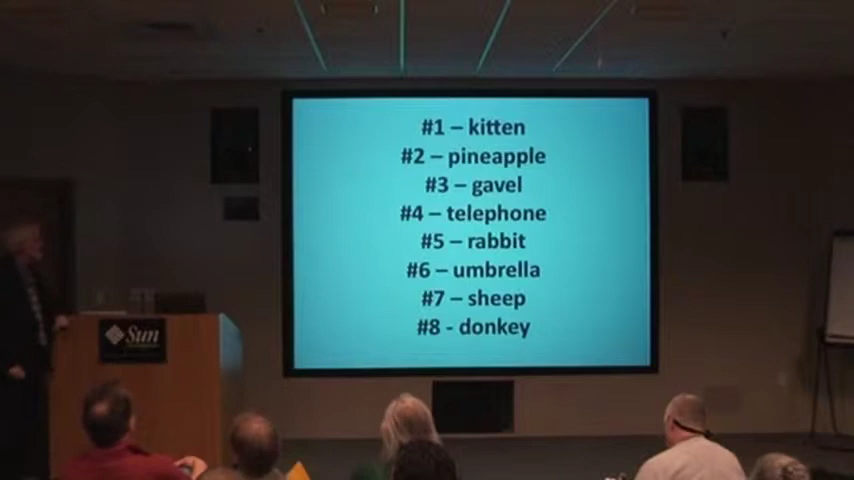 #1 – kitten
#2 – pineapple
#3 – gavel
#4 – telephone
#5 – rabbit
#6 – umbrella
#7 – sheep
#8 - donkey
Sun